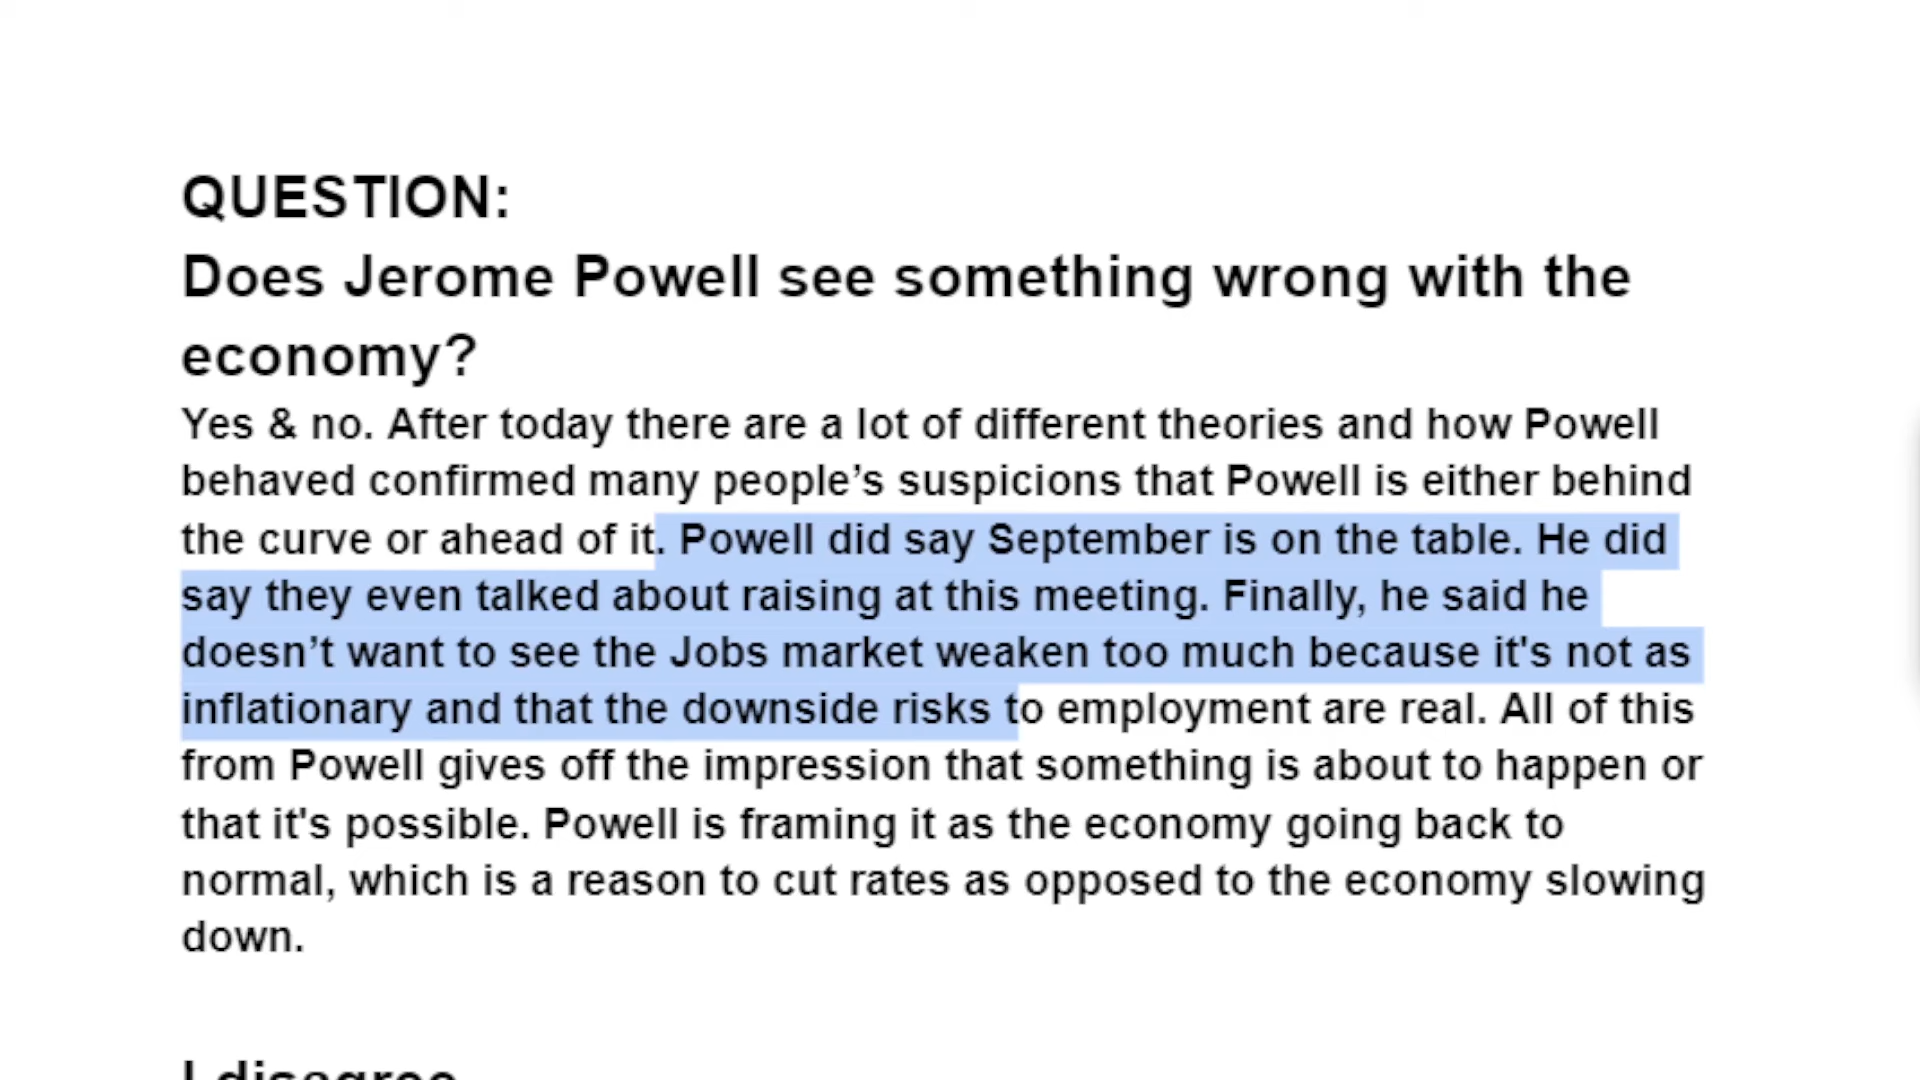 QUESTION:
Does Jerome Powell see something wrong with the
economy?
Yes & no. After today there are a lot of different theories and how Powell
behaved confirmed many people’s suspicions that Powell is either behind
the curve or ahead of it. Powell did say September is on the table. He did
say they even talked about raising at this meeting. Finally, he said he
doesn’t want to see the Jobs market weaken too much because it's not as
inflationary and that the downside risks to employment are real. All of this
from Powell gives off the impression that something is about to happen or
that it's possible. Powell is framing it as the economy going back to
normal, which is a reason to cut rates as opposed to the economy slowing
down.
I disagree